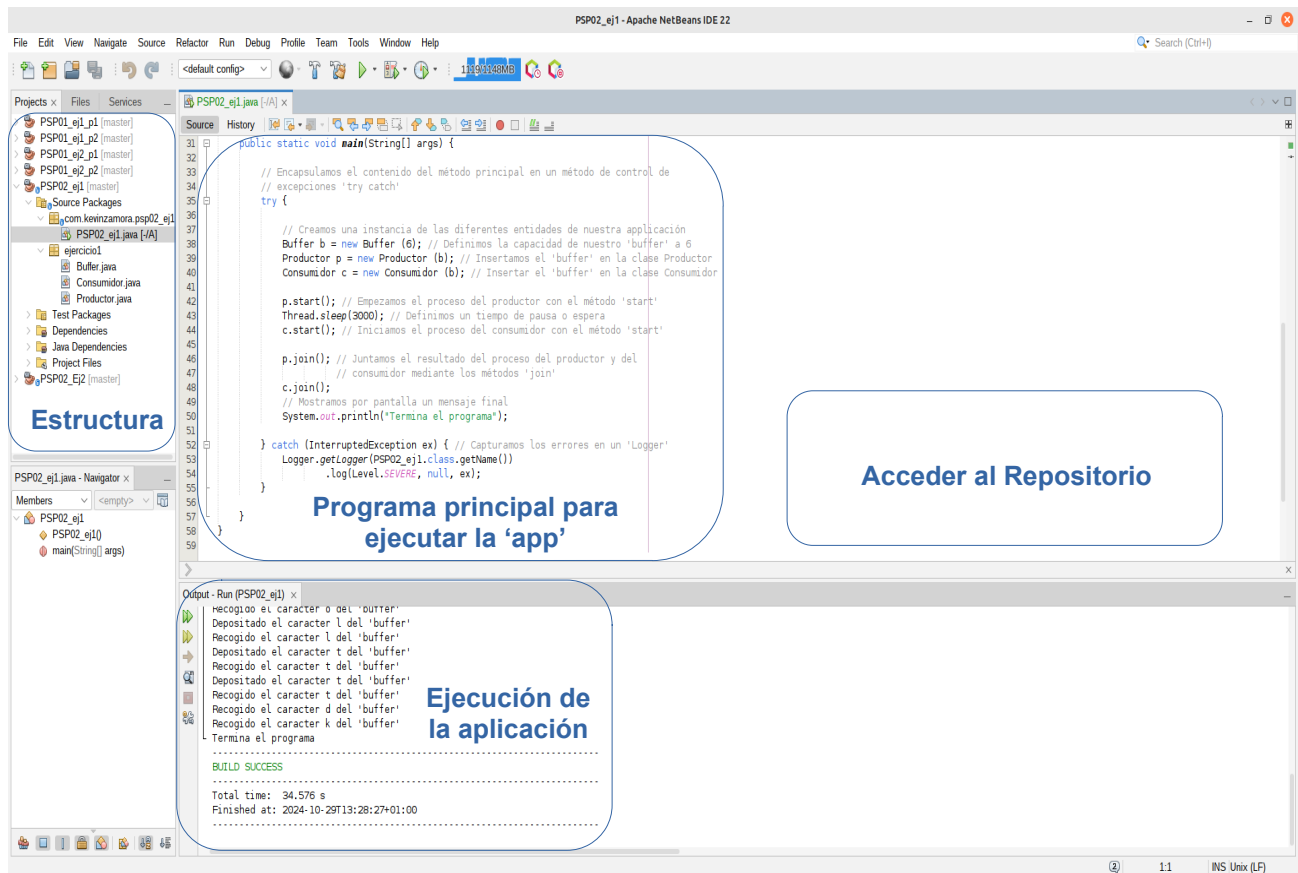 PSP02_ej1 - Apache NetBeans IDE 22
File Edit View Navigate Source Refactor Run Debug Profile Team Tools Window Help
Search (Ctrl+I)
<default config>
1119/1148MB
Projects Files Services
PSP01_ej1_p1 [master]
PSP01_ej1_p2 [master]
PSP01_ej2_p1 [master]
PSP01_ej2_p2 [master]
PSP02_ej1 [master]
Source Packages
com.kevinzamora.psp02_ej1
PSP02_ej1.java [-/A]
ejercicio1
Buffer.java
Consumidor.java
Productor.java
Test Packages
Dependencies
Java Dependencies
Project Files
PSP02_Ej2 [master]
Estructura
PSP02_ej1.java - Navigator
Members <empty>
PSP02_ej1
PSP02_ej1()
main(String[] args)
PSP02_ej1.java [-/A]
Source History
31 public static void main(String[] args) {
32
33 // Encapsulamos el contenido del método principal en un método de control de
34 // excepciones 'try catch'
35 try {
36
37 // Creamos una instancia de las diferentes entidades de nuestra aplicación
38 Buffer b = new Buffer (6); // Definimos la capacidad de nuestro 'buffer' a 6
39 Productor p = new Productor (b); // Insertamos el 'buffer' en la clase Productor
40 Consumidor c = new Consumidor (b); // Insertar el 'buffer' en la clase Consumidor
41
42 p.start(); // Empezamos el proceso del productor con el método 'start'
43 Thread.sleep(3000); // Definimos un tiempo de pausa o espera
44 c.start(); // Iniciamos el proceso del consumidor con el método 'start'
45
46 p.join(); // Juntamos el resultado del proceso del productor y del
47 // consumidor mediante los métodos 'join'
48 c.join();
49 // Mostramos por pantalla un mensaje final
50 System.out.println("Termina el programa");
51
52 } catch (InterruptedException ex) { // Capturamos los errores en un 'Logger'
53 Logger.getLogger(PSP02_ej1.class.getName())
54 .log(Level.SEVERE, null, ex);
55 }
56
57 }
58 }
59
Programa principal para
ejecutar la ‘app’
Acceder al Repositorio
Output - Run (PSP02_ej1)
Recogido el caracter o del 'buffer'
Depositado el caracter l del 'buffer'
Recogido el caracter l del 'buffer'
Depositado el caracter t del 'buffer'
Recogido el caracter t del 'buffer'
Depositado el caracter t del 'buffer'
Recogido el caracter t del 'buffer'
Recogido el caracter d del 'buffer'
Recogido el caracter k del 'buffer'
Termina el programa
------------------------------------------------------------------------
BUILD SUCCESS
------------------------------------------------------------------------
Total time: 34.576 s
Finished at: 2024-10-29T13:28:27+01:00
------------------------------------------------------------------------
Ejecución de
la aplicación
2 1:1 INS Unix (LF)